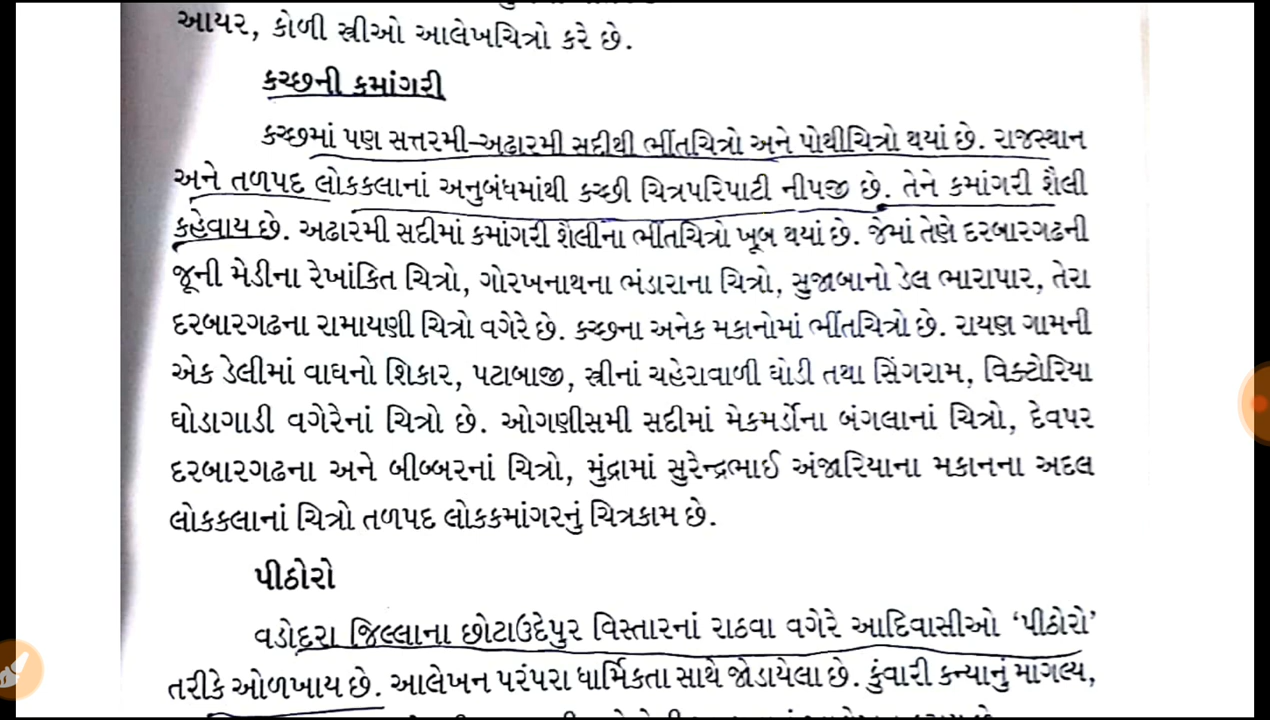 આયર, કોળી સ્ત્રીઓ આલેખચિત્રો કરે છે.
કચ્છની કમાંગરી
કચ્છમાં પણ સત્તરમી–અઢારમી સદીથી ભીંતચિત્રો અને પોથીચિત્રો થયાં છે. રાજસ્થાન
અને તળપદ લોકકલાનાં અનુબંધમાંથી કચ્છી ચિત્રપરિપાટી નીપજી છે. તેને કમાંગરી શૈલી
કહેવાય છે. અઢારમી સદીમાં કમાંગરી શૈલીના ભીંતચિત્રો ખૂબ થયાં છે. જેમાં તેણે દરબારગઢની
જૂની મેડીના રેખાંકિત ચિત્રો, ગોરખનાથના ભંડારાના ચિત્રો, સુજાબાનો ડેલ ભારાપાર, તેરા
દરબારગઢના રામાયણી ચિત્રો વગેરે છે. કચ્છના અનેક મકાનોમાં ભીંતચિત્રો છે. રાયણ ગામની
એક ડેલીમાં વાઘનો શિકાર, પટાબાજી, સ્ત્રીનાં ચહેરાવાળી ઘોડી તથા સિંગરામ, વિક્ટોરિયા
ઘોડાગાડી વગેરેનાં ચિત્રો છે. ઓગણીસમી સદીમાં મેકમર્ડોના બંગલાનાં ચિત્રો, દેવપર
દરબારગઢના અને બીબ્બરનાં ચિત્રો, મુંદ્રામાં સુરેન્દ્રભાઈ અંજારિયાના મકાનના અદલ
લોકકલાનાં ચિત્રો તળપદ લોકકમાંગરનું ચિત્રકામ છે.
પીઠોરો
વડોદરા જિલ્લાના છોટાઉદેપુર વિસ્તારનાં રાઠવા વગેરે આદિવાસીઓ ‘પીઠોરો’
તરીકે ઓળખાય છે. આલેખન પરંપરા ધાર્મિકતા સાથે જોડાયેલા છે. કુંવારી કન્યાનું માગલ્ય,